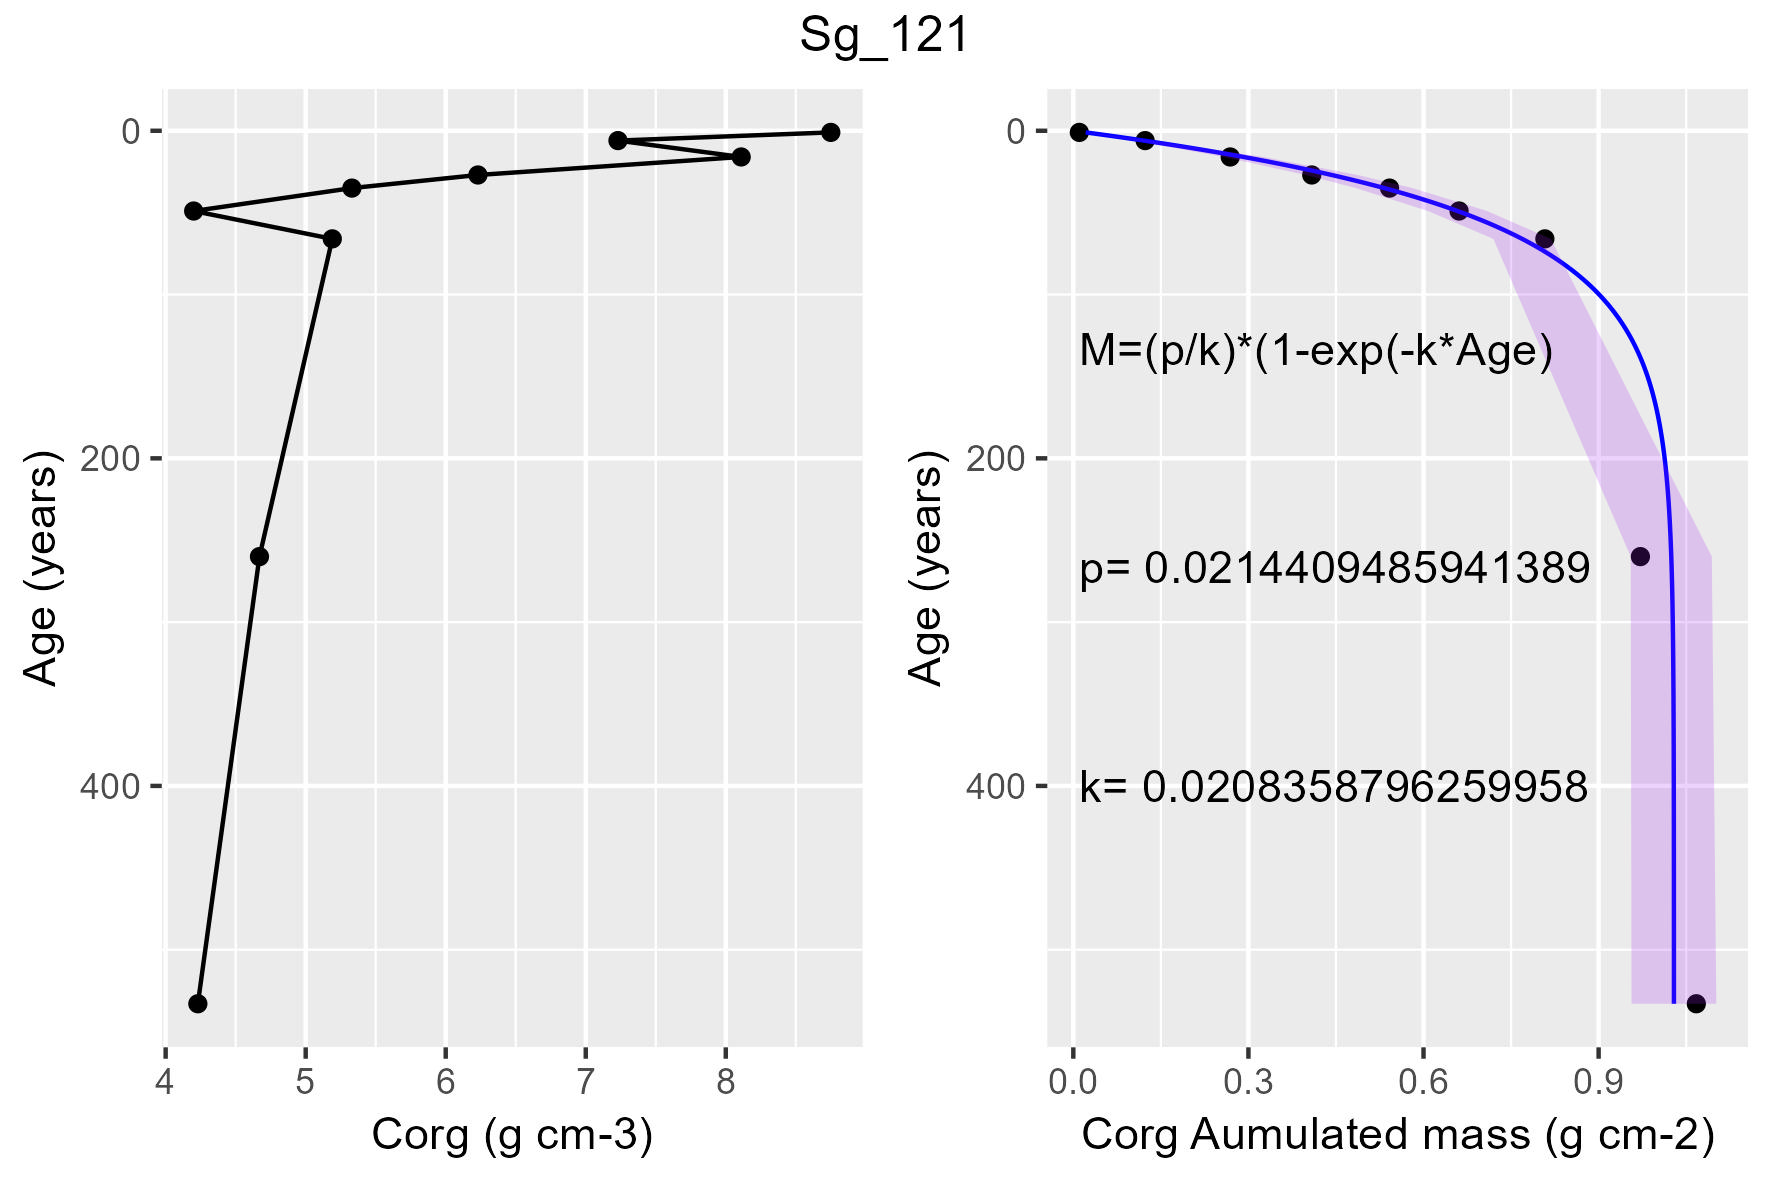 Sg_121
0
200
400
Age (years)
4 5 6 7 8
Corg (g cm-3)
0
200
400
Age (years)
M=(p/k)*(1-exp(-k*Age)
p= 0.0214409485941389
k= 0.0208358796259958
0.0 0.3 0.6 0.9
Corg Aumulated mass (g cm-2)